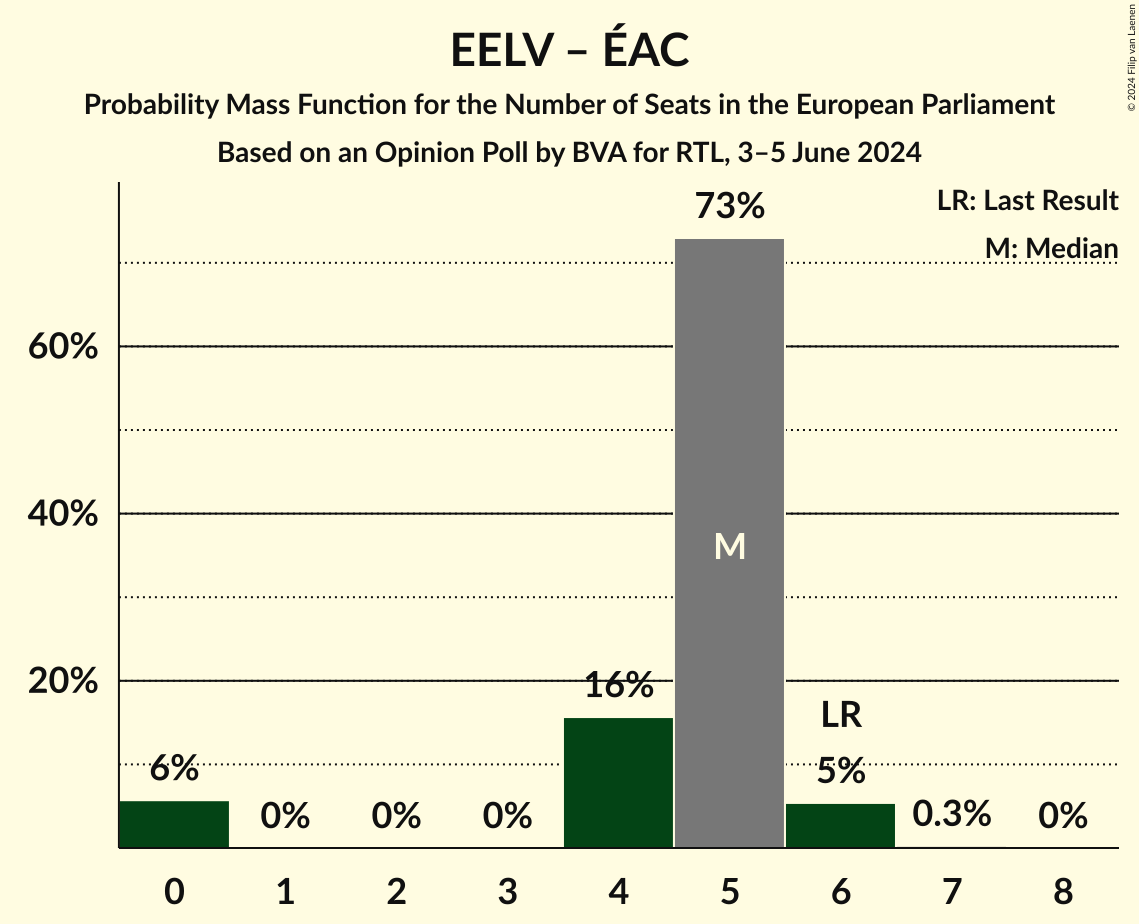 EELV – ÉAC
Probability Mass Function for the Number of Seats in the European Parliament
Based on an Opinion Poll by BVA for RTL, 3–5 June 2024
© 2024 Filip van Laenen
LR: Last Result
M: Median
73%
60%
40%
M
20%
16%
LR
6%
5%
0%
0%
0%
0.3%
0%
0 1 2 3 4 5 6 7 8